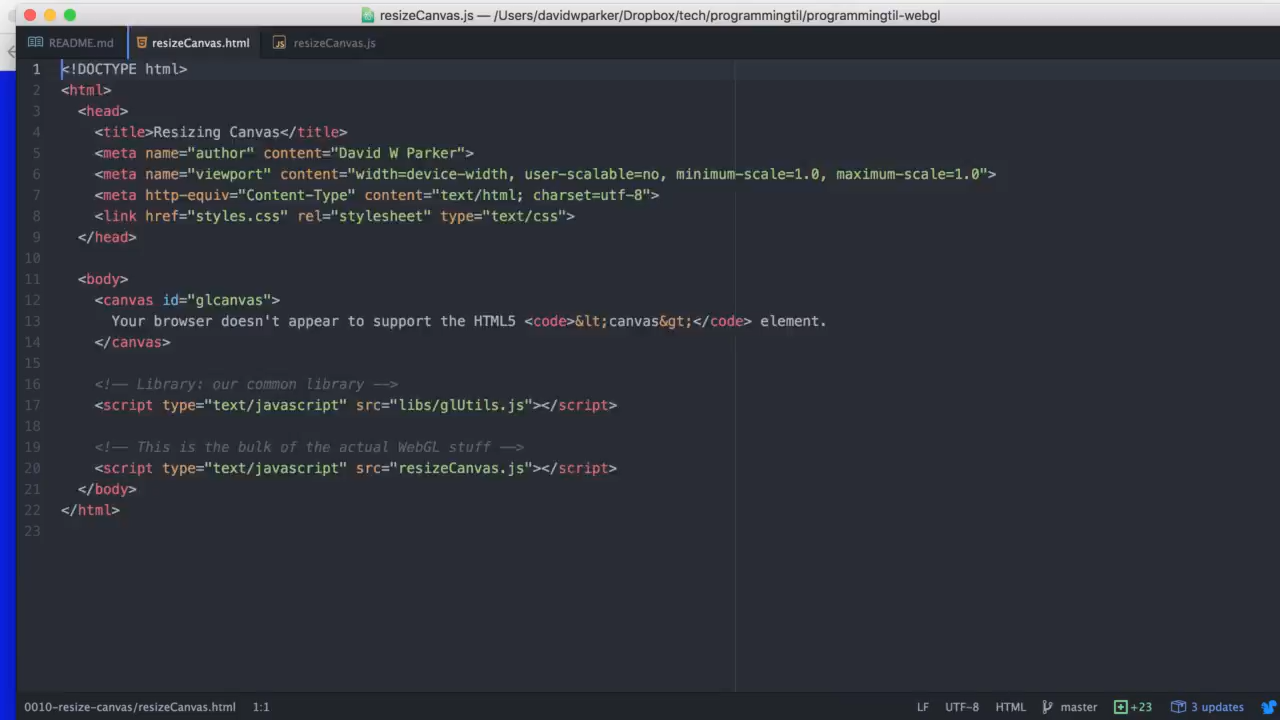 resizeCanvas.js — /Users/davidwparker/Dropbox/tech/programmingtil/programmingtil-webgl
README.md resizeCanvas.html resizeCanvas.js
1 <!DOCTYPE html>
2 <html>
3 <head>
4 <title>Resizing Canvas</title>
5 <meta name="author" content="David W Parker">
6 <meta name="viewport" content="width=device-width, user-scalable=no, minimum-scale=1.0, maximum-scale=1.0">
7 <meta http-equiv="Content-Type" content="text/html; charset=utf-8">
8 <link href="styles.css" rel="stylesheet" type="text/css">
9 </head>
10
11 <body>
12 <canvas id="glcanvas">
13 Your browser doesn't appear to support the HTML5 <code>&lt;canvas&gt;</code> element.
14 </canvas>
15
16 <!-- Library: our common library -->
17 <script type="text/javascript" src="libs/glUtils.js"></script>
18
19 <!-- This is the bulk of the actual WebGL stuff -->
20 <script type="text/javascript" src="resizeCanvas.js"></script>
21 </body>
22 </html>
23
0010-resize-canvas/resizeCanvas.html 1:1 LF UTF-8 HTML master +23 3 updates